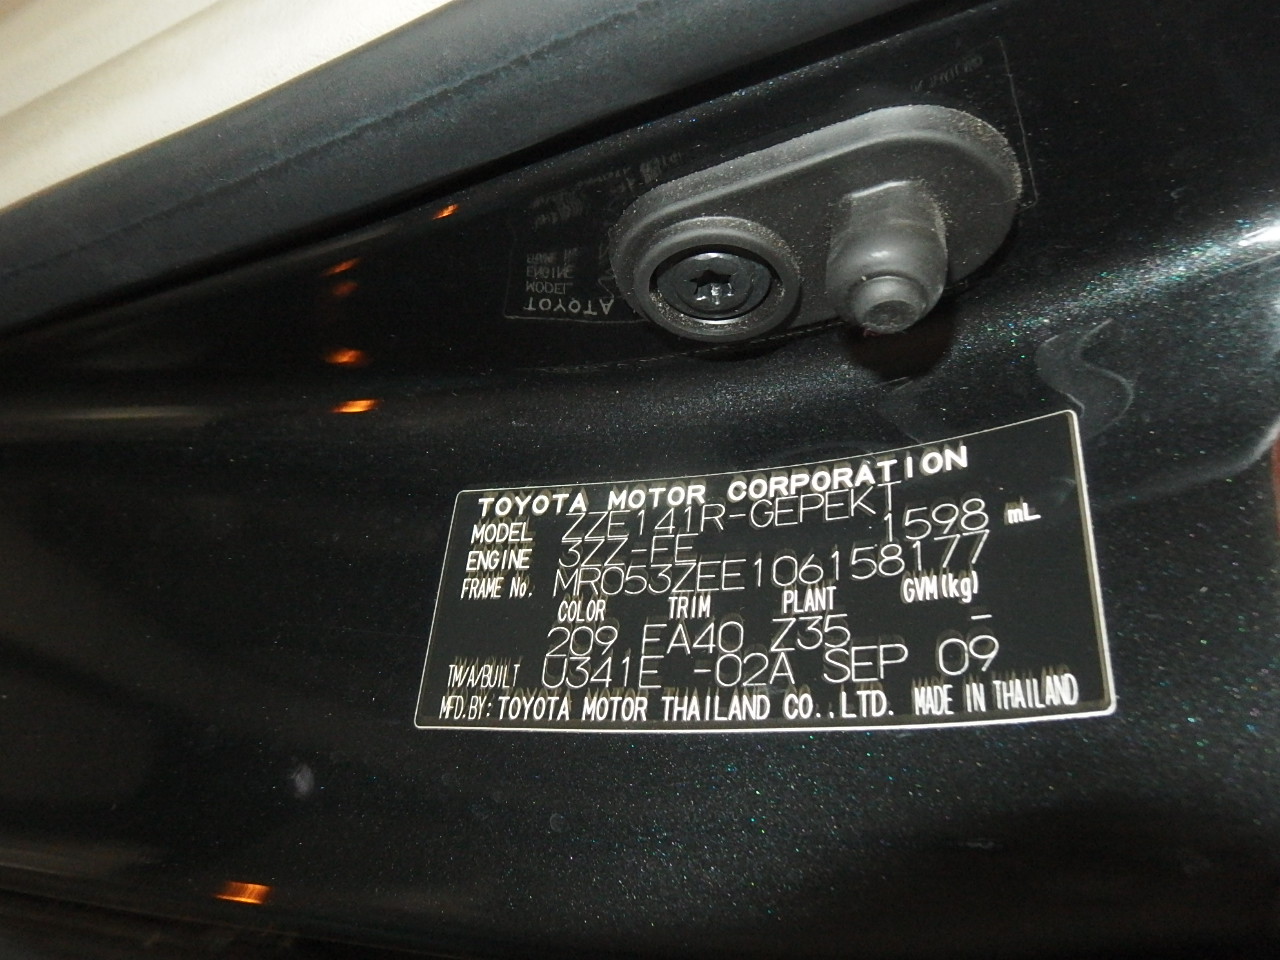 TOYOTA MOTOR CORPORATION
MODEL ZZE141R-GEPEKT
ENGINE 3ZZ-EE 1598 mL
FRAME No. MR053ZEE106158177
COLOR TRIM PLANT GVM(kg)
209 EA40 Z35 -
TM/A/BUILT U341E -02A SEP 09
MFD.BY: TOYOTA MOTOR THAILAND CO.,LTD. MADE IN THAILAND